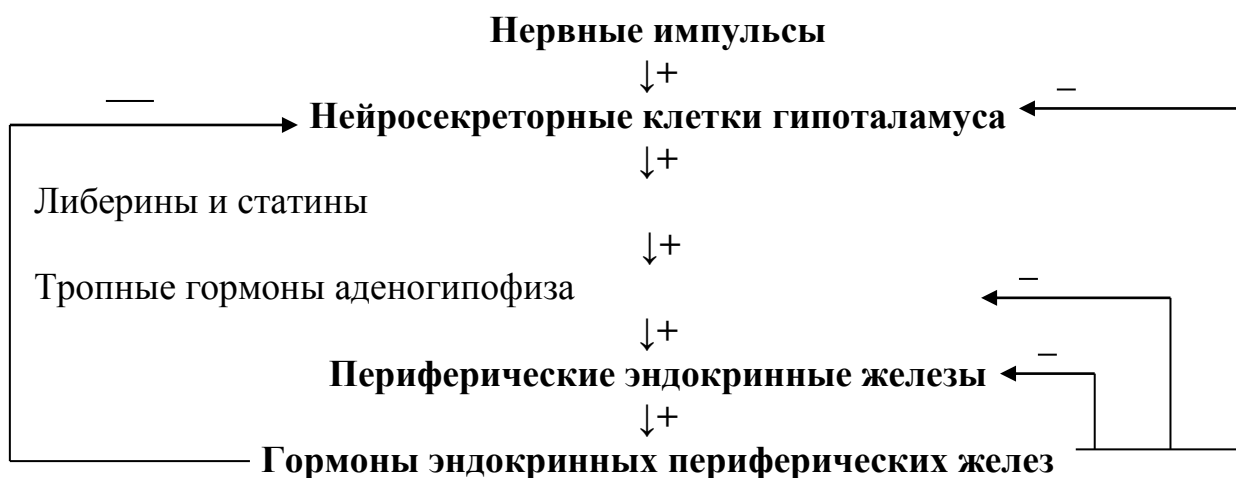 Нервные импульсы
↓+
— –
Нейросекреторные клетки гипоталамуса
↓+
Либерины и статины
↓+
Тропные гормоны аденогипофиза –
↓+ –
Периферические эндокринные железы
↓+
Гормоны эндокринных периферических желез